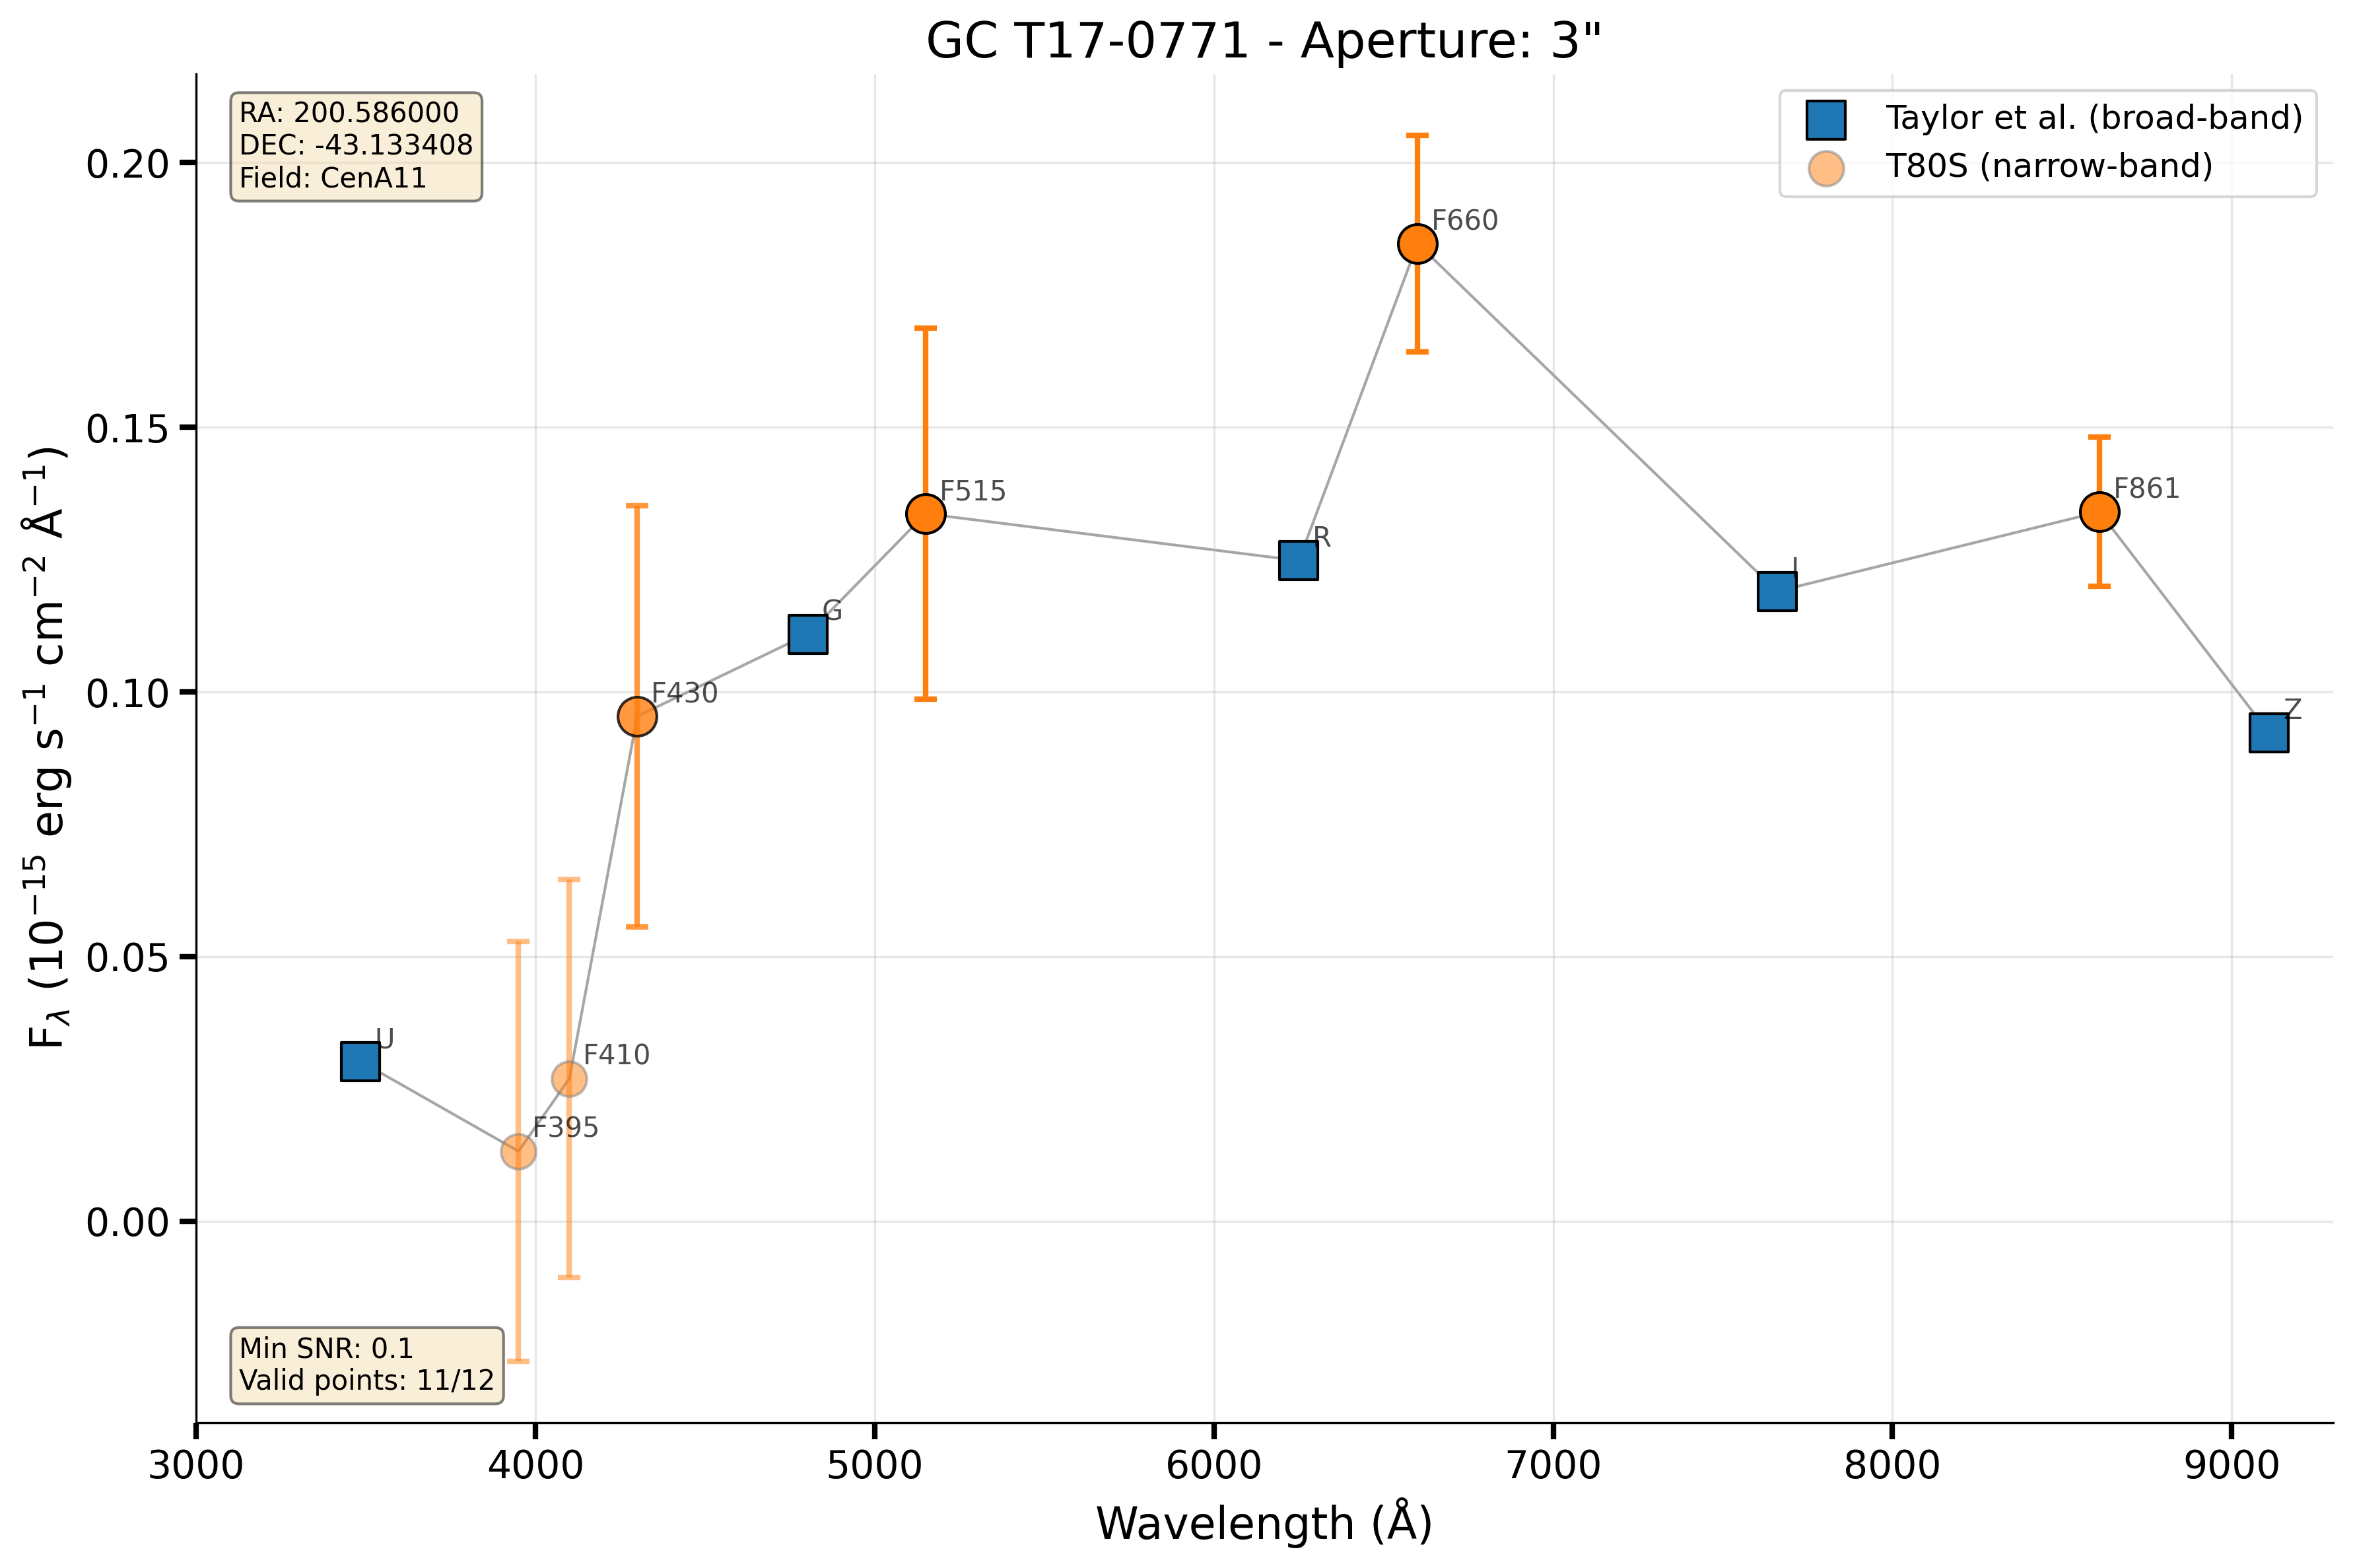 GC T17-0771 - Aperture: 3"
RA: 200.586000
DEC: -43.133408
Field: CenA11
Taylor et al. (broad-band)
T80S (narrow-band)
F660
F515
F861
R
I
G
F430
Z
U
F410
F395
Min SNR: 0.1
Valid points: 11/12
0.20
0.15
0.10
0.05
0.00
3000 4000 5000 6000 7000 8000 9000
Wavelength (Å)
F_λ (10⁻¹⁵ erg s⁻¹ cm⁻² Å⁻¹)